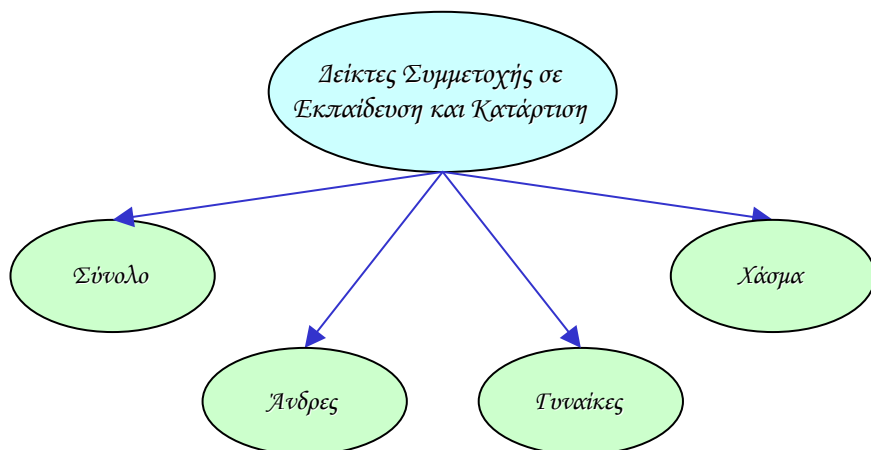 Δείκτες Συμμετοχής σε
Εκπαίδευση και Κατάρτιση
Σύνολο
Χάσμα
Άνδρες
Γυναίκες